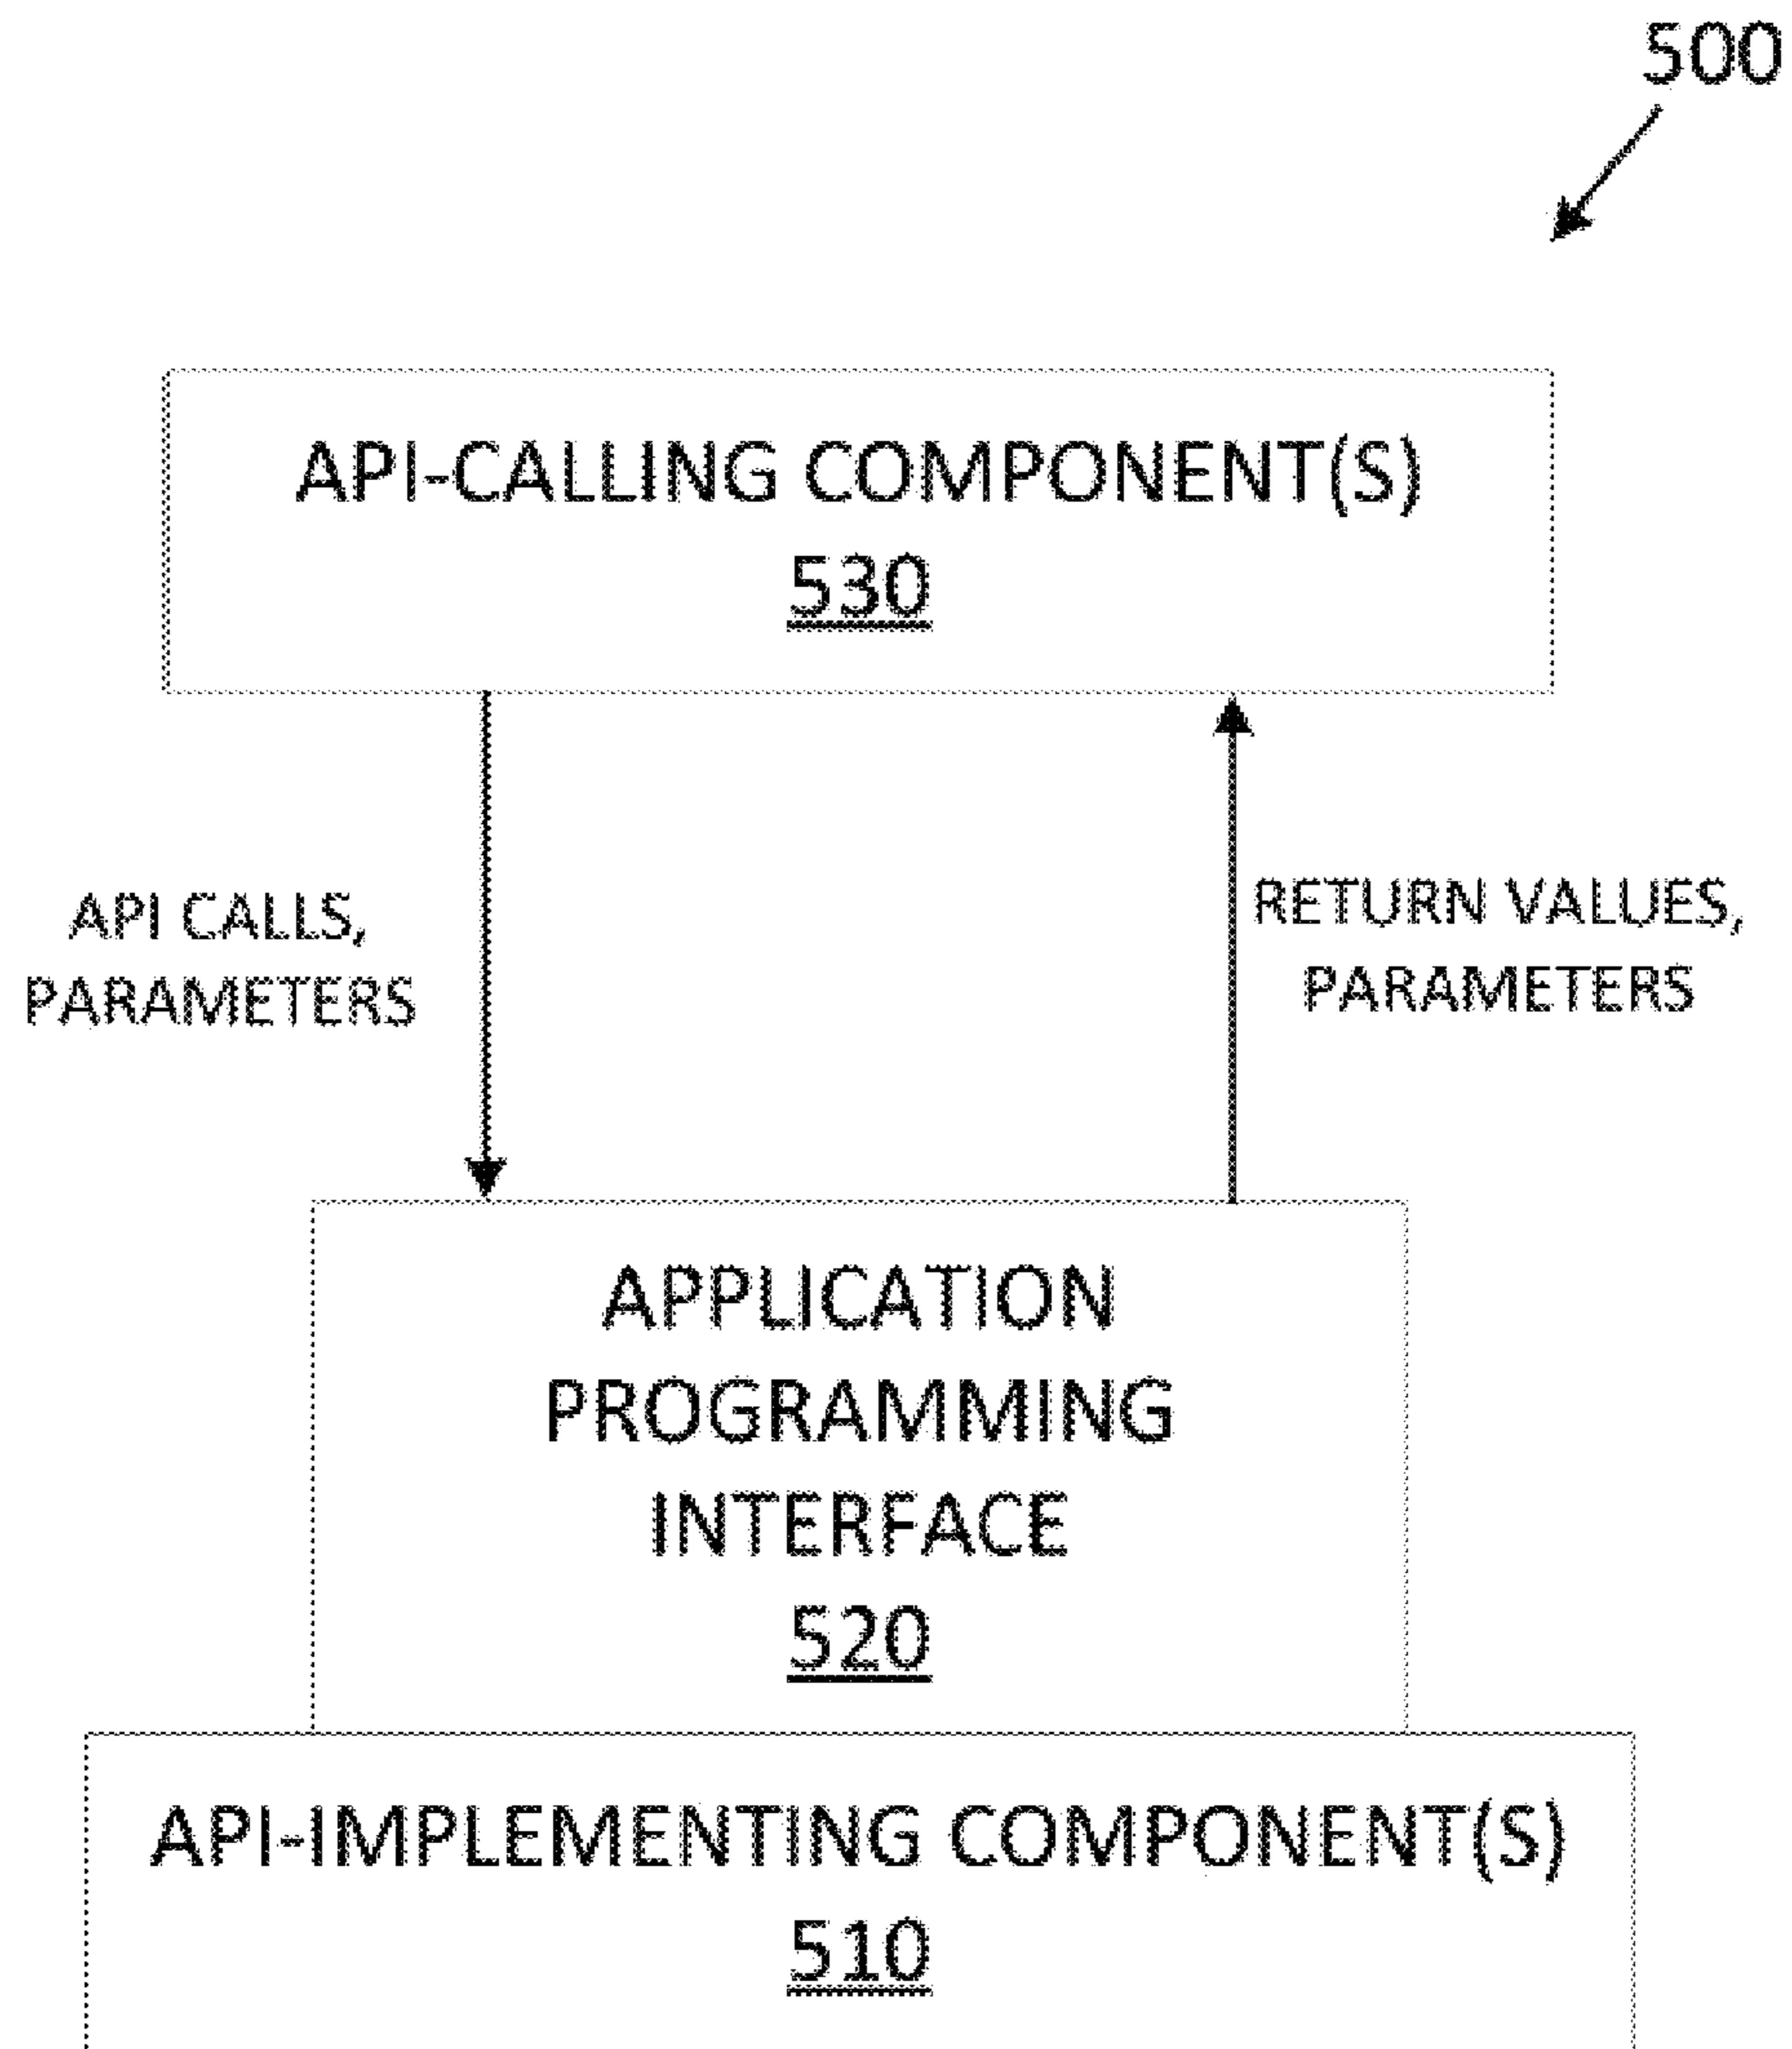 500
API-CALLING COMPONENT(S)
530
API CALLS,
PARAMETERS
RETURN VALUES,
PARAMETERS
APPLICATION
PROGRAMMING
INTERFACE
520
API-IMPLEMENTING COMPONENT(S)
510